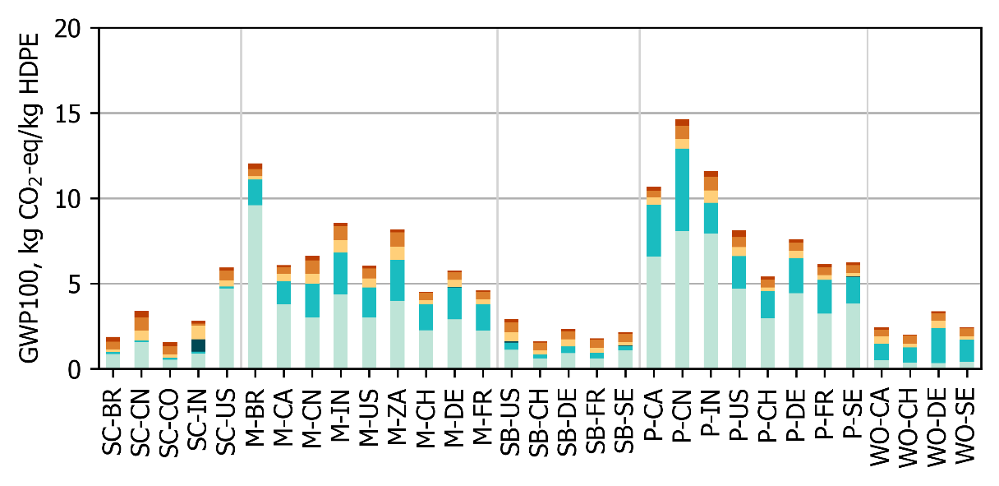 GWP100, kg CO₂-eq/kg HDPE
20
15
10
5
0
SC-BR
SC-CN
SC-CO
SC-IN
SC-US
M-BR
M-CA
M-CN
M-IN
M-US
M-ZA
M-CH
M-DE
M-FR
SB-US
SB-CH
SB-DE
SB-FR
SB-SE
P-CA
P-CN
P-IN
P-US
P-CH
P-DE
P-FR
P-SE
WO-CA
WO-CH
WO-DE
WO-SE